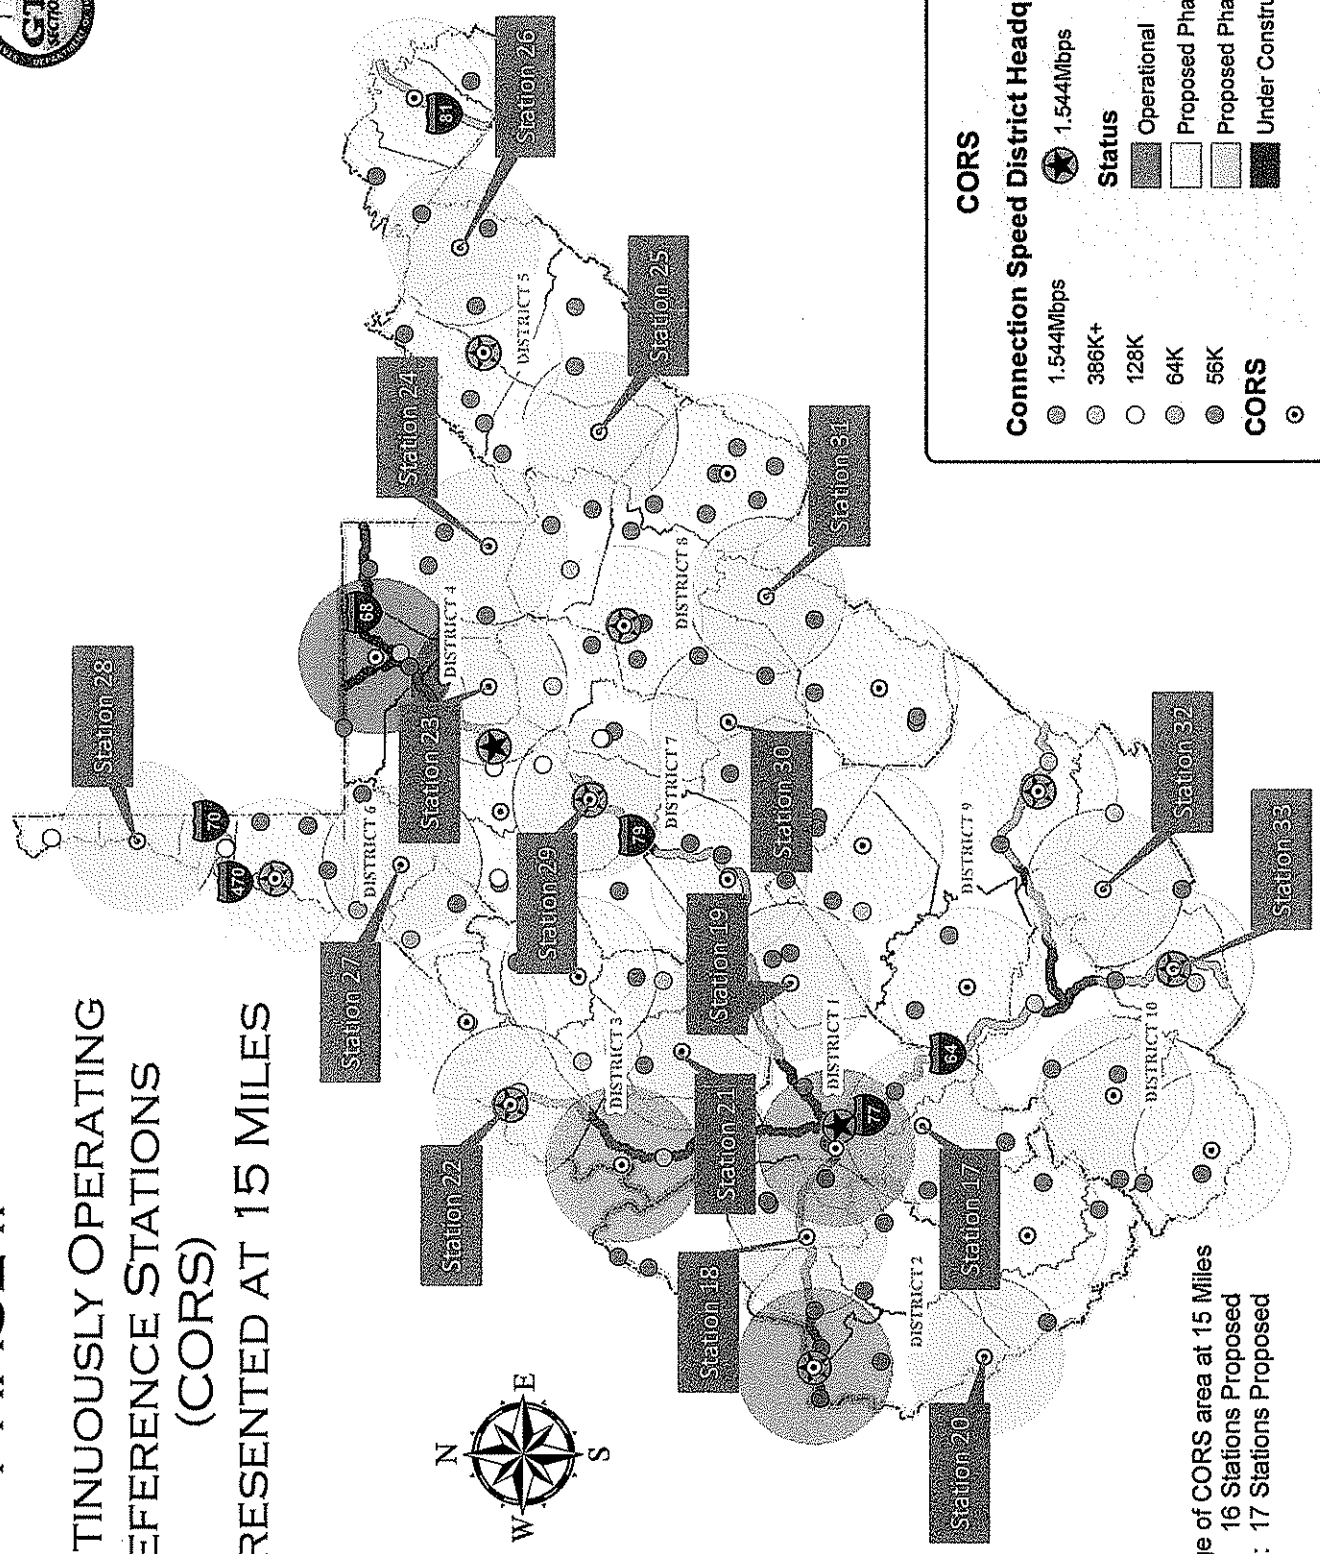 TINUOUSLY OPERATING
EFERENCE STATIONS
(CORS)
RESENTED AT 15 MILES
GT
SECTION
N
W
E
S
Station 28
Station 27
Station 22
Station 24
Station 23
Station 29
Station 26
Station 25
Station 31
Station 30
Station 19
Station 21
Station 18
Station 17
Station 20
Station 32
Station 33
DISTRICT 1
DISTRICT 2
DISTRICT 3
DISTRICT 4
DISTRICT 5
DISTRICT 6
DISTRICT 7
DISTRICT 8
DISTRICT 9
DISTRICT 10
70
470
68
79
81
77
64
ge of CORS area at 15 Miles
16 Stations Proposed
: 17 Stations Proposed
CORS
Connection Speed District Headq
1.544Mbps
386K+
128K
64K
56K
CORS
1.544Mbps
Status
Operational
Proposed Pha
Proposed Pha
Under Constru